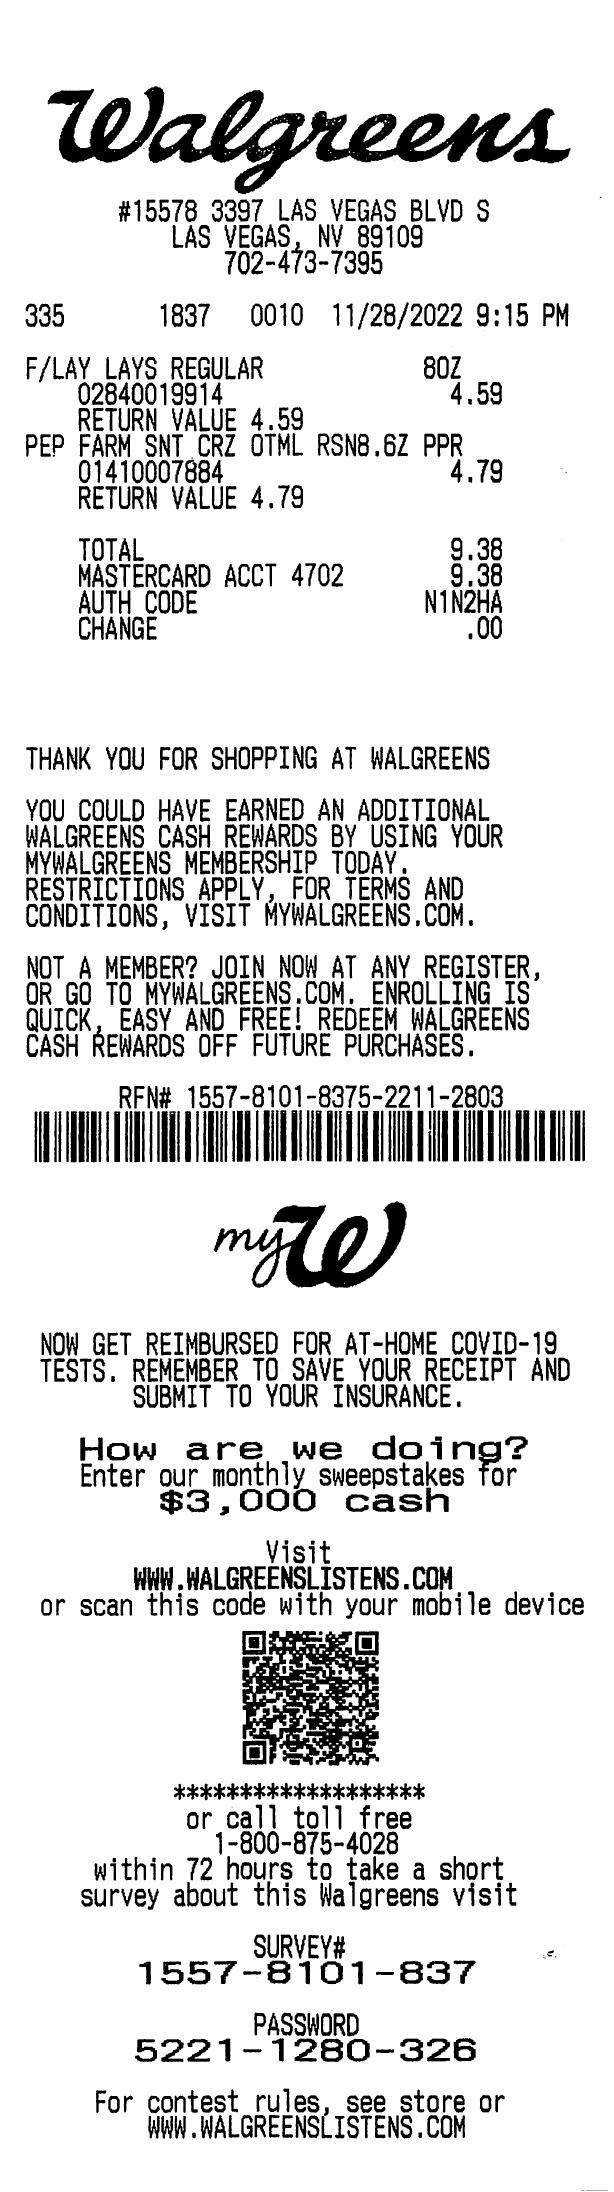 Walgreens
#15578 3397 LAS VEGAS BLVD S
LAS VEGAS, NV 89109
702-473-7395
335 1837 0010 11/28/2022 9:15 PM
F/LAY LAYS REGULAR 8OZ
02840019914 4.59
RETURN VALUE 4.59
PEP FARM SNT CRZ OTML RSN8.6Z PPR
01410007884 4.79
RETURN VALUE 4.79
TOTAL 9.38
MASTERCARD ACCT 4702 9.38
AUTH CODE N1N2HA
CHANGE .00
THANK YOU FOR SHOPPING AT WALGREENS
YOU COULD HAVE EARNED AN ADDITIONAL
WALGREENS CASH REWARDS BY USING YOUR
MYWALGREENS MEMBERSHIP TODAY.
RESTRICTIONS APPLY, FOR TERMS AND
CONDITIONS, VISIT MYWALGREENS.COM.
NOT A MEMBER? JOIN NOW AT ANY REGISTER,
OR GO TO MYWALGREENS.COM. ENROLLING IS
QUICK, EASY AND FREE! REDEEM WALGREENS
CASH REWARDS OFF FUTURE PURCHASES.
RFN# 1557-8101-8375-2211-2803
myW
NOW GET REIMBURSED FOR AT-HOME COVID-19
TESTS. REMEMBER TO SAVE YOUR RECEIPT AND
SUBMIT TO YOUR INSURANCE.
How are we doing?
Enter our monthly sweepstakes for
$3,000 cash
Visit
WWW.WALGREENSLISTENS.COM
or scan this code with your mobile device
*******************
or call toll free
1-800-875-4028
within 72 hours to take a short
survey about this Walgreens visit
SURVEY#
1557-8101-837
PASSWORD
5221-1280-326
For contest rules, see store or
WWW.WALGREENSLISTENS.COM